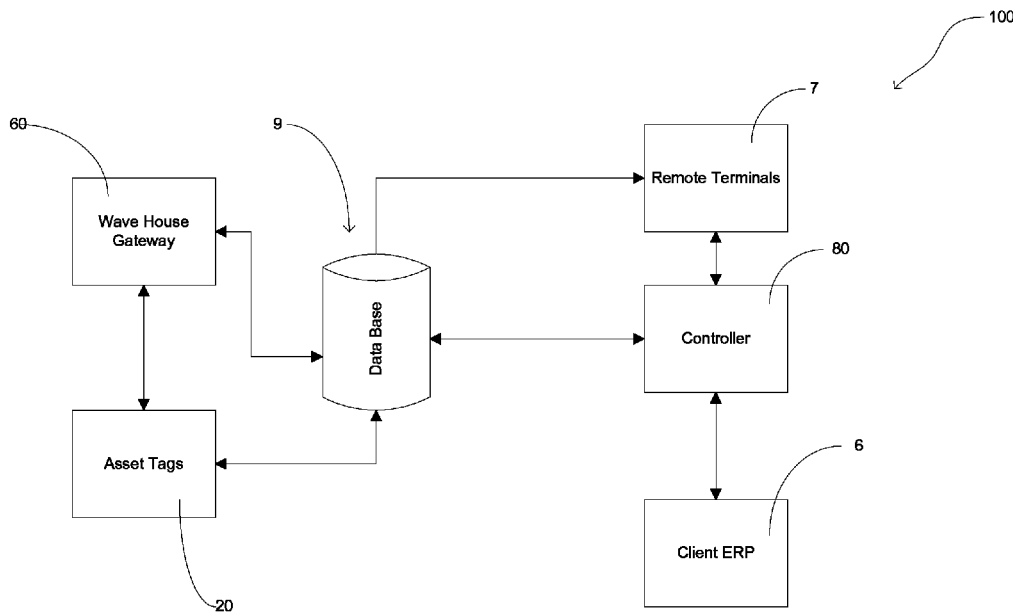 100
7
60
9
Remote Terminals
Wave House
Gateway
80
Data Base
Controller
Asset Tags
6
Client ERP
20